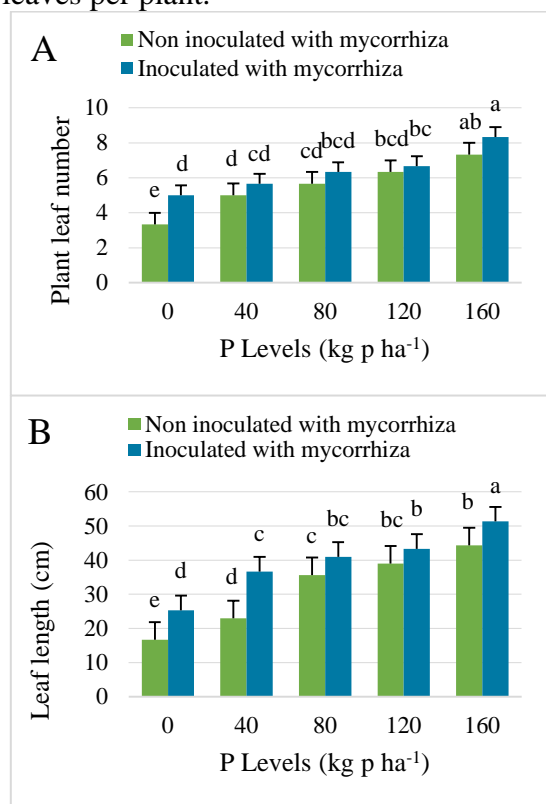 leaves per plant.
A
Non inoculated with mycorrhiza
Inoculated with mycorrhiza
Plant leaf number
10
8
6
4
2
0
e d d cd cd bcd bcd bc ab a
0 40 80 120 160
P Levels (kg p ha⁻¹)
B
Non inoculated with mycorrhiza
Inoculated with mycorrhiza
Leaf length (cm)
60
50
40
30
20
10
0
e d d c c bc bc b b a
0 40 80 120 160
P Levels (kg p ha⁻¹)